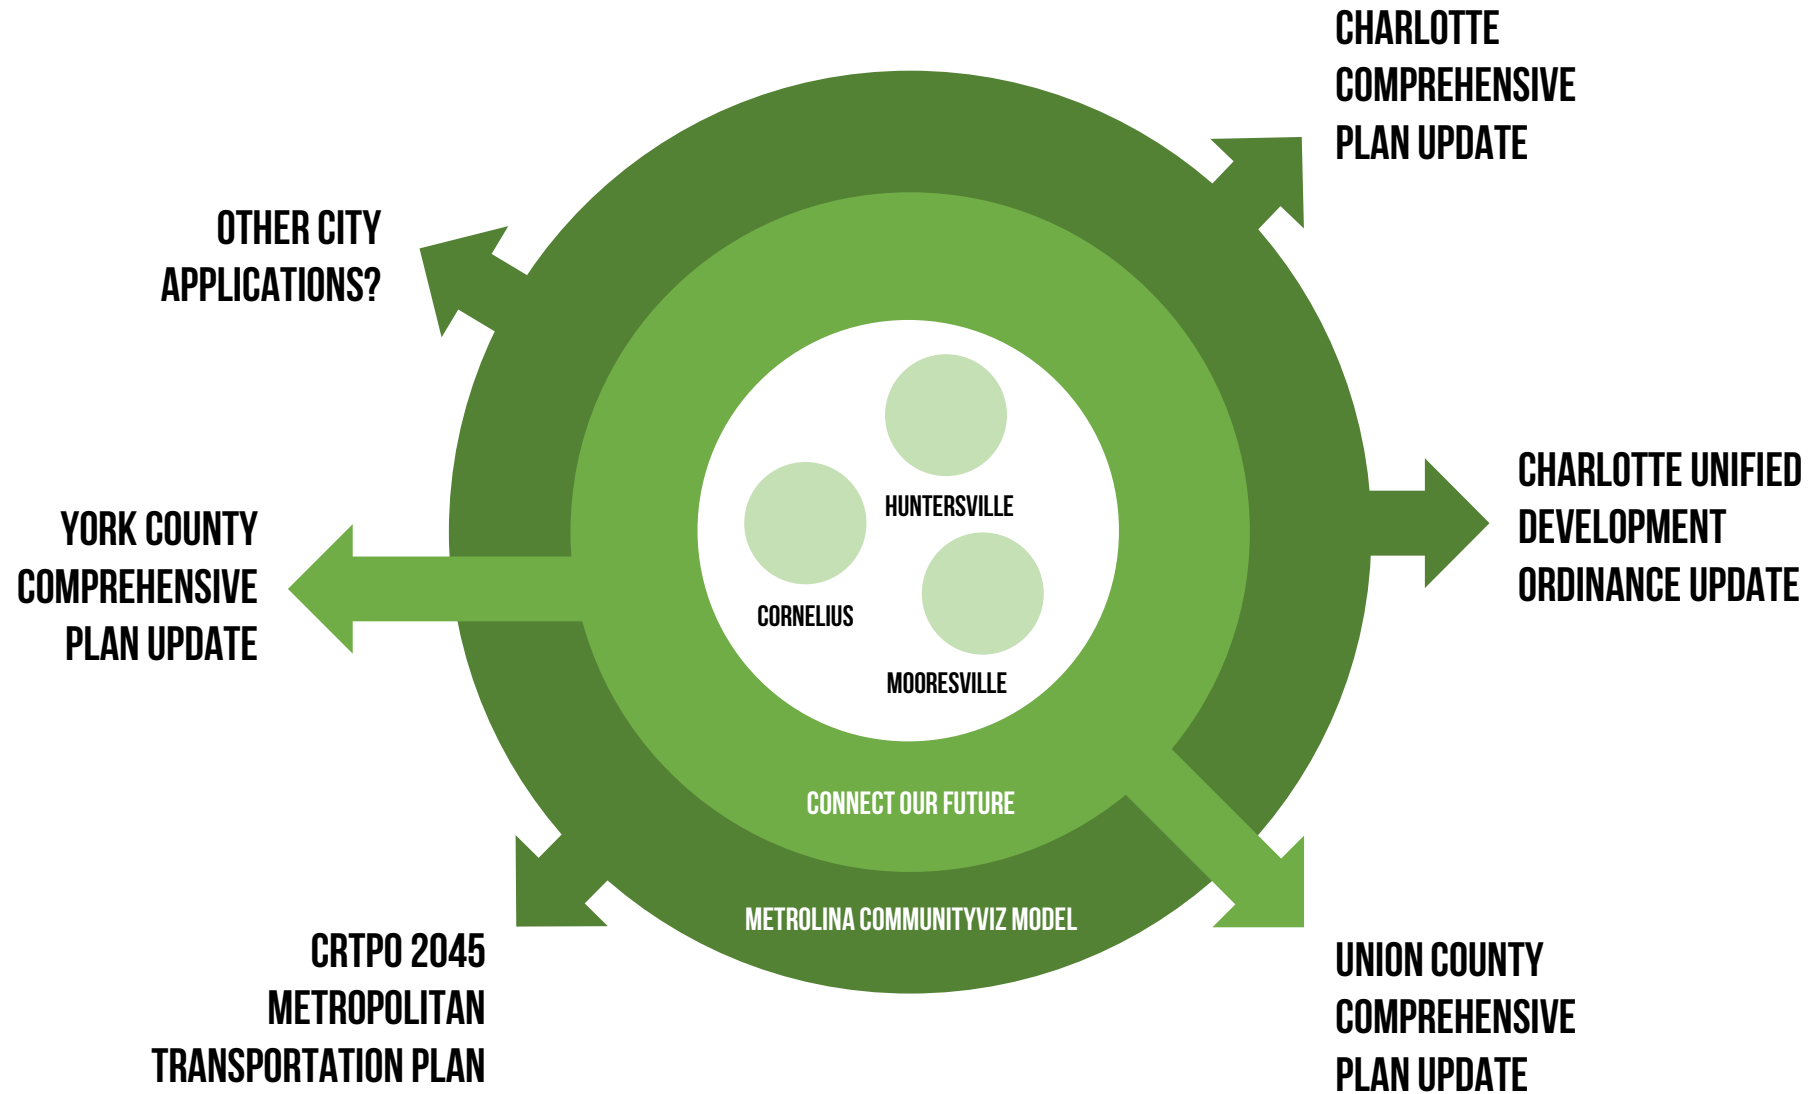 CHARLOTTE
COMPREHENSIVE
PLAN UPDATE
OTHER CITY
APPLICATIONS?
CHARLOTTE UNIFIED
DEVELOPMENT
ORDINANCE UPDATE
YORK COUNTY
COMPREHENSIVE
PLAN UPDATE
HUNTERSVILLE
CORNELIUS
MOORESVILLE
CONNECT OUR FUTURE
METROLINA COMMUNITYVIZ MODEL
CRTPO 2045
METROPOLITAN
TRANSPORTATION PLAN
UNION COUNTY
COMPREHENSIVE
PLAN UPDATE